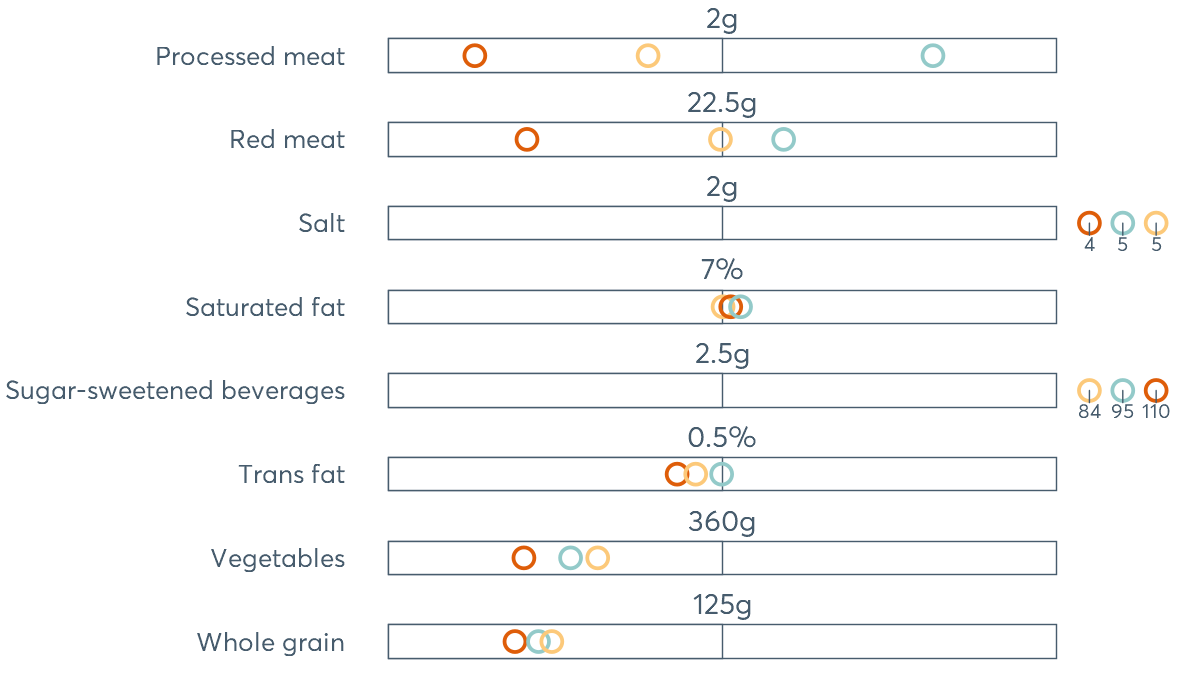 2g
Processed meat
22.5g
Red meat
2g
Salt
4 5 5
7%
Saturated fat
2.5g
Sugar-sweetened beverages
84 95 110
0.5%
Trans fat
360g
Vegetables
125g
Whole grain